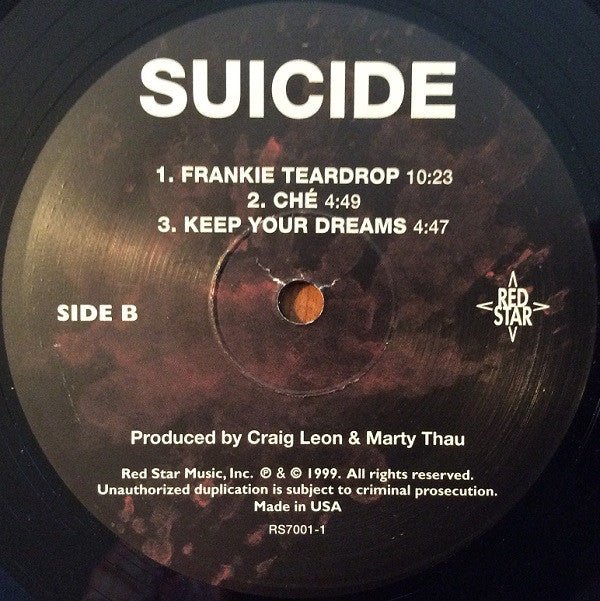 SUICIDE
1. FRANKIE TEARDROP 10:23
2. CHÉ 4:49
3. KEEP YOUR DREAMS 4:47
SIDE B
RED
STAR
Produced by Craig Leon & Marty Thau
Red Star Music, Inc. ℗ & © 1999. All rights reserved.
Unauthorized duplication is subject to criminal prosecution.
Made in USA
RS7001-1